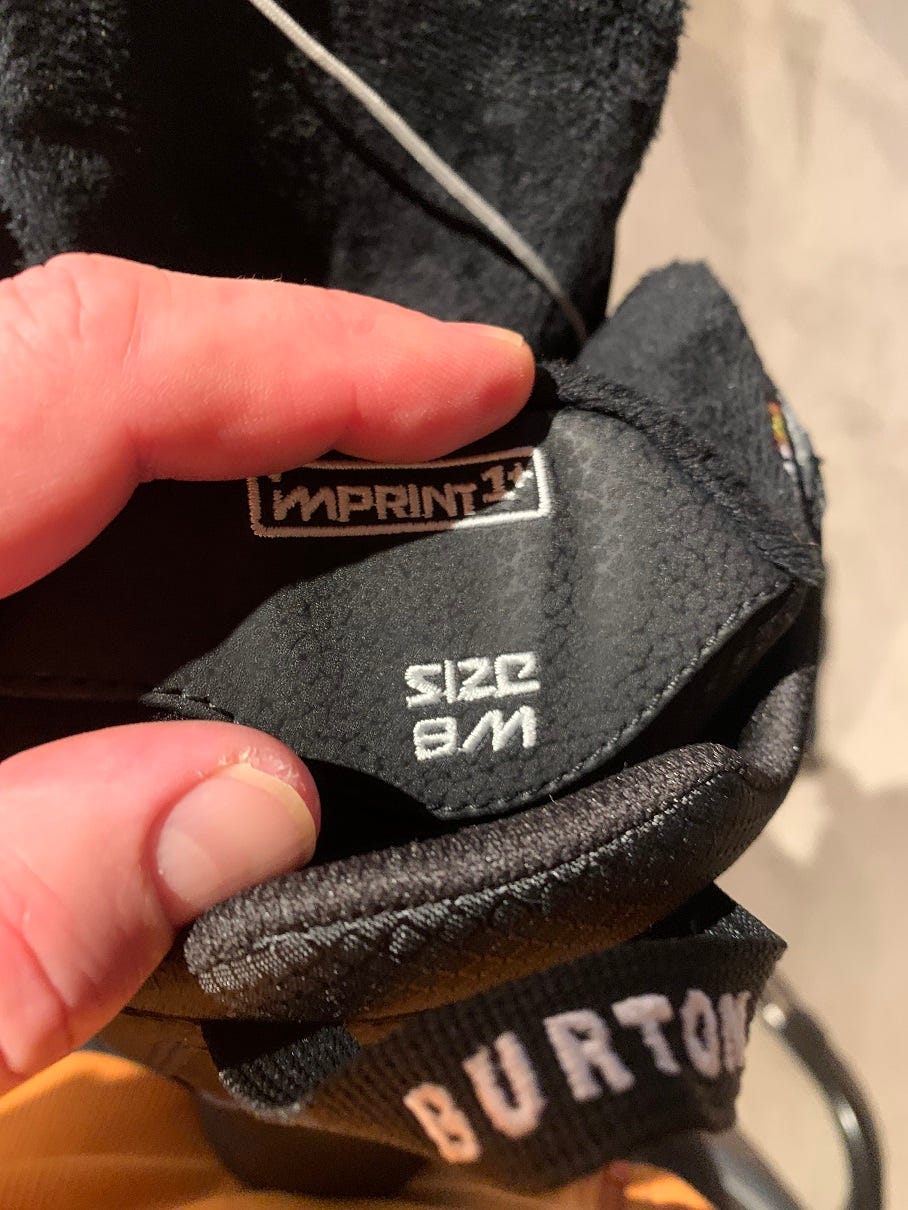 IMPRINT 1+
SIZE
8/W
BURTON